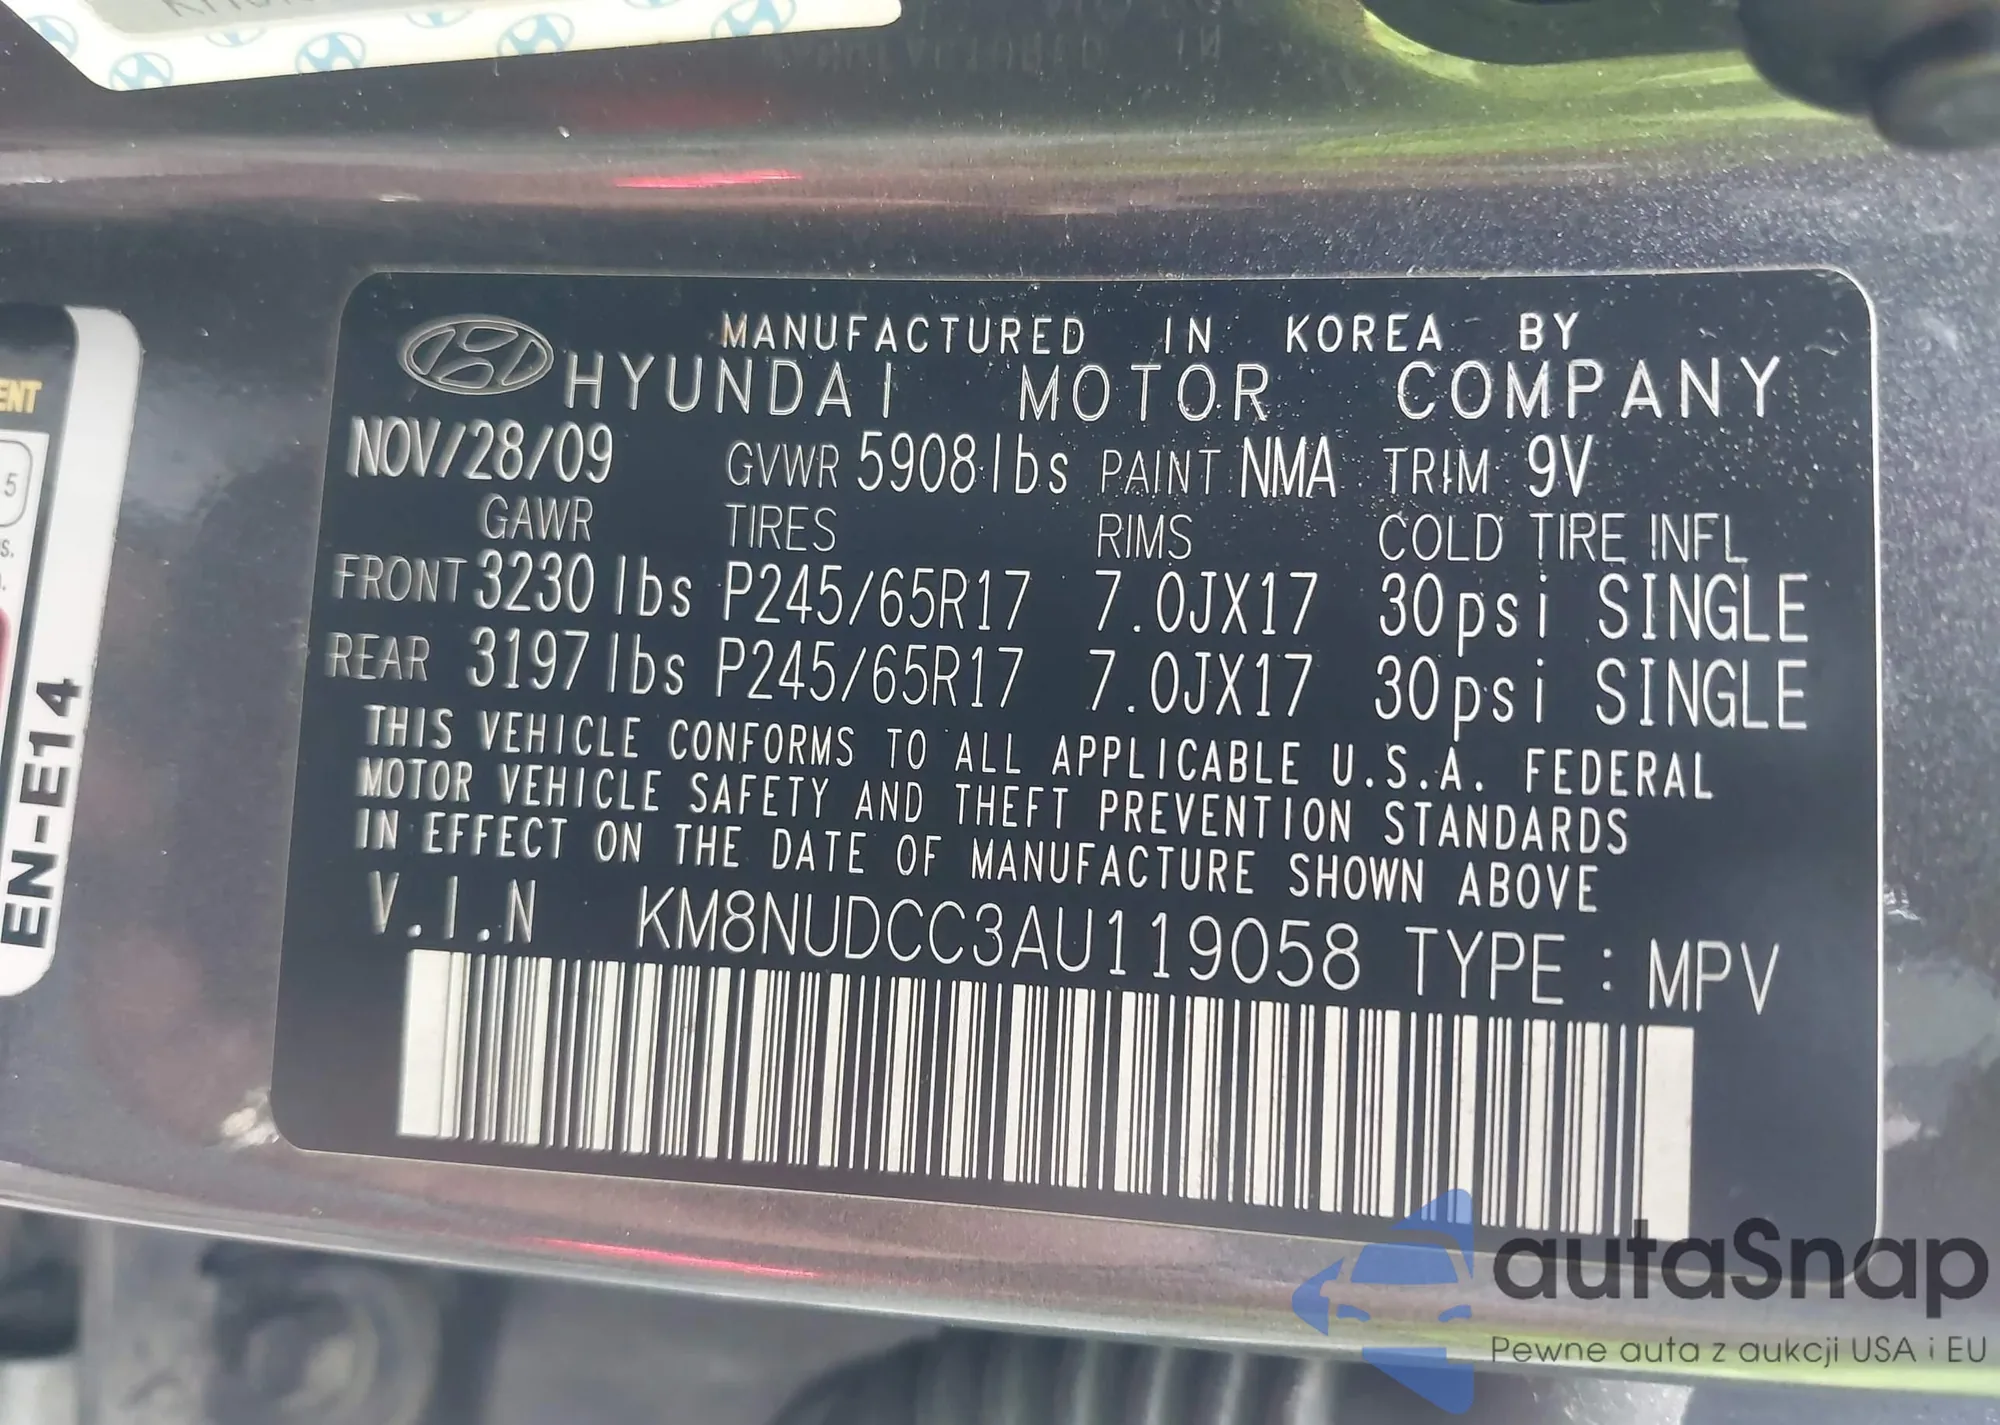 MANUFACTURED IN KOREA BY
HYUNDAI MOTOR COMPANY
NOV/28/09 GVWR 5908 lbs PAINT NMA TRIM 9V
GAWR TIRES RIMS COLD TIRE INFL
FRONT 3230 lbs P245/65R17 7.0JX17 30psi SINGLE
REAR 3197 lbs P245/65R17 7.0JX17 30psi SINGLE
THIS VEHICLE CONFORMS TO ALL APPLICABLE U.S.A. FEDERAL
MOTOR VEHICLE SAFETY AND THEFT PREVENTION STANDARDS
IN EFFECT ON THE DATE OF MANUFACTURE SHOWN ABOVE
V.I.N KM8NUDCC3AU119058 TYPE : MPV
5
EN-E14
autaSnap
Pewne auta z aukcji USA i EU